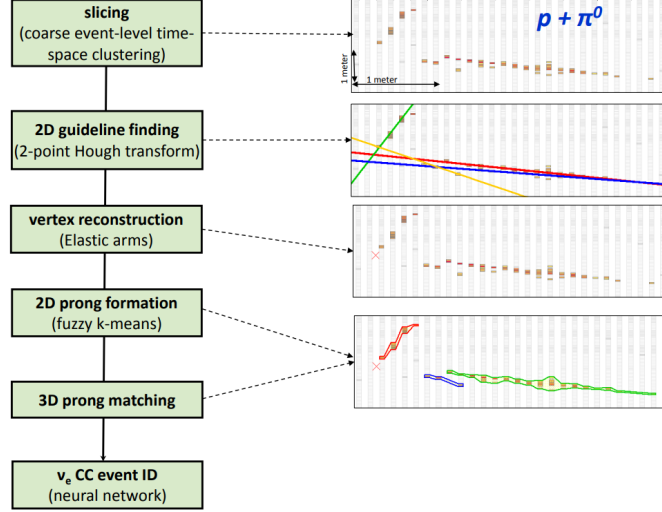 slicing
(coarse event-level time-
space clustering)
p + π⁰
1 meter
1 meter
2D guideline finding
(2-point Hough transform)
vertex reconstruction
(Elastic arms)
2D prong formation
(fuzzy k-means)
3D prong matching
νₑ CC event ID
(neural network)